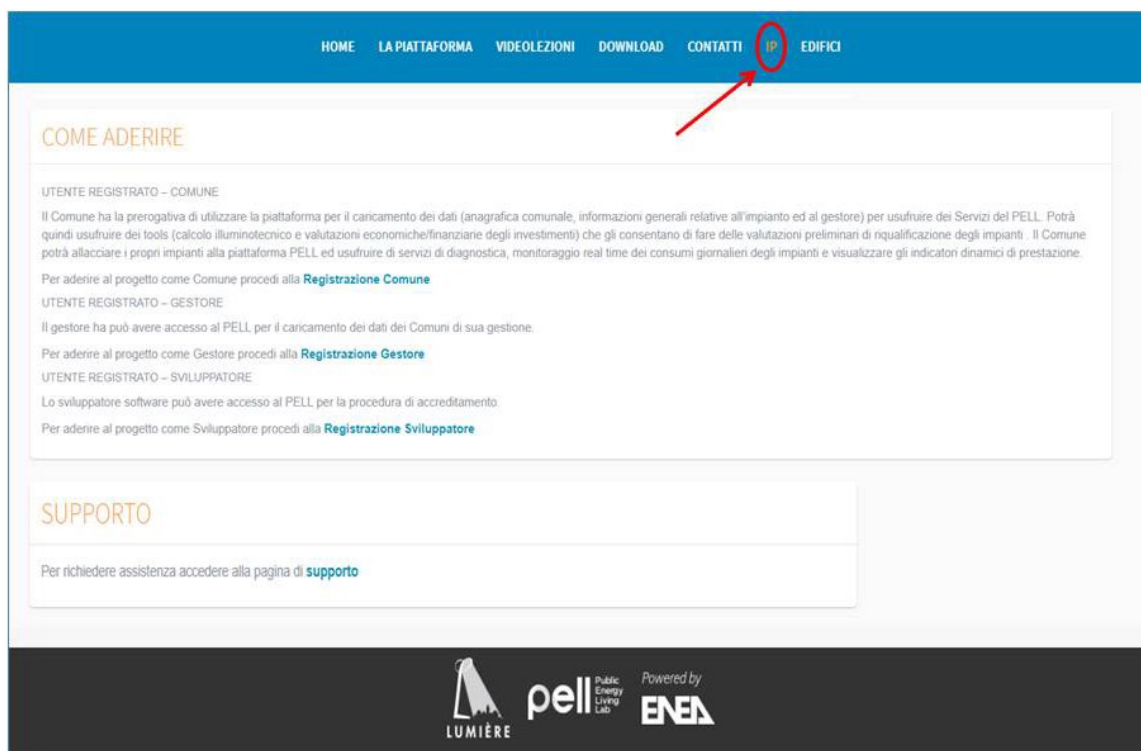 HOME LA PIATTAFORMA VIDEOLEZIONI DOWNLOAD CONTATTI IP EDIFICI
COME ADERIRE
UTENTE REGISTRATO – COMUNE
Il Comune ha la prerogativa di utilizzare la piattaforma per il caricamento dei dati (anagrafica comunale, informazioni generali relative all'impianto ed al gestore) per usufruire dei Servizi del PELL. Potrà
quindi usufruire dei tools (calcolo illuminotecnico e valutazioni economiche/finanziarie degli investimenti) che gli consentano di fare delle valutazioni preliminari di riqualificazione degli impianti . Il Comune
potrà allacciare i propri impianti alla piattaforma PELL ed usufruire di servizi di diagnostica, monitoraggio real time dei consumi giornalieri degli impianti e visualizzare gli indicatori dinamici di prestazione.
Per aderire al progetto come Comune procedi alla Registrazione Comune
UTENTE REGISTRATO – GESTORE
Il gestore ha può avere accesso al PELL per il caricamento dei dati dei Comuni di sua gestione.
Per aderire al progetto come Gestore procedi alla Registrazione Gestore
UTENTE REGISTRATO – SVILUPPATORE
Lo sviluppatore software può avere accesso al PELL per la procedura di accreditamento.
Per aderire al progetto come Sviluppatore procedi alla Registrazione Sviluppatore
SUPPORTO
Per richiedere assistenza accedere alla pagina di supporto
LUMIÈRE
pell
Public
Energy
Living
Lab
Powered by
ENEA